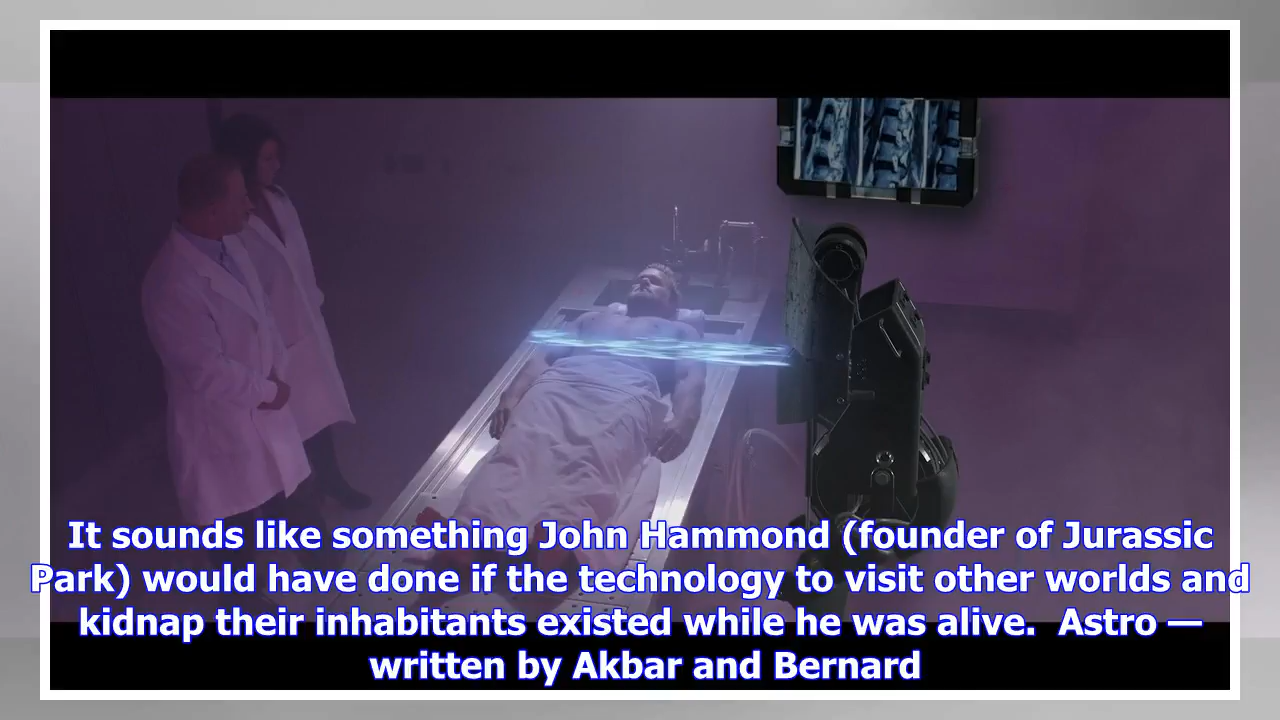 It sounds like something John Hammond (founder of Jurassic
Park) would have done if the technology to visit other worlds and
kidnap their inhabitants existed while he was alive.  Astro —
written by Akbar and Bernard